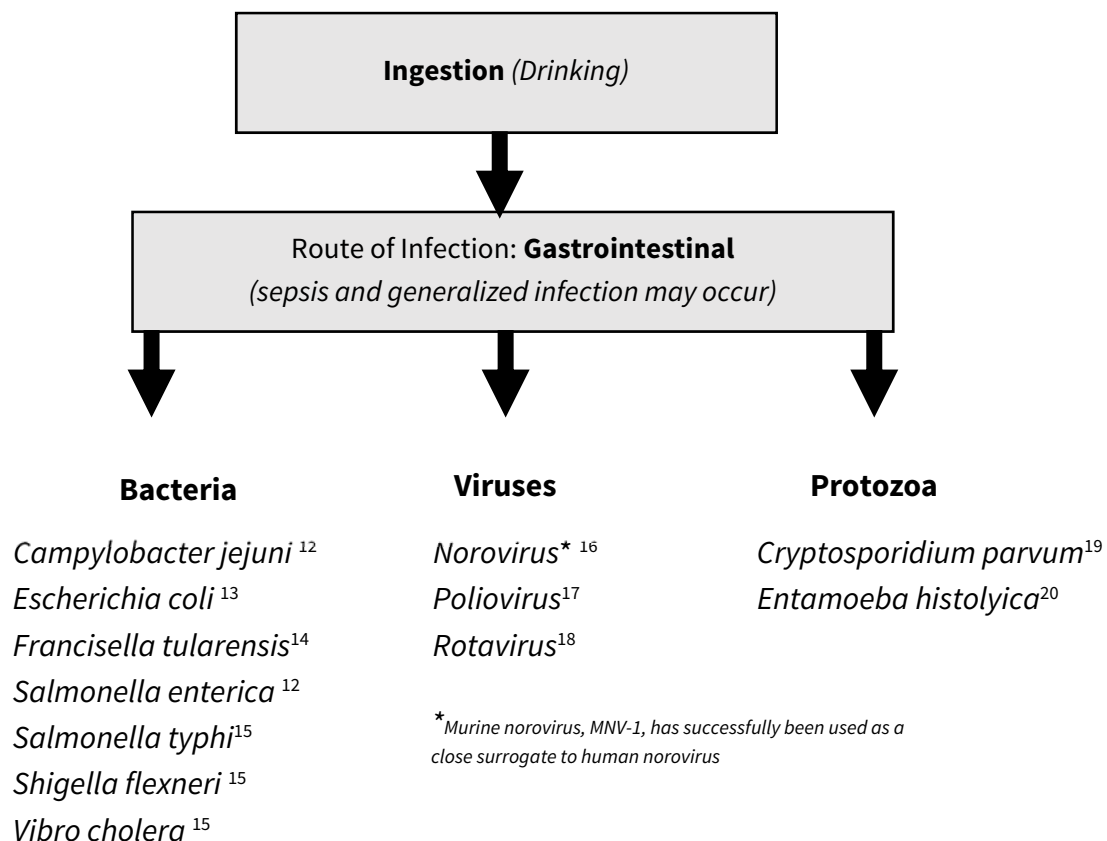 Ingestion (Drinking)
Route of Infection: Gastrointestinal
(sepsis and generalized infection may occur)
Bacteria
Campylobacter jejuni 12
Escherichia coli 13
Francisella tularensis14
Salmonella enterica 12
Salmonella typhi15
Shigella flexneri 15
Vibro cholera 15
Viruses
Norovirus* 16
Poliovirus17
Rotavirus18
*Murine norovirus, MNV-1, has successfully been used as a
close surrogate to human norovirus
Protozoa
Cryptosporidium parvum19
Entamoeba histolyica20